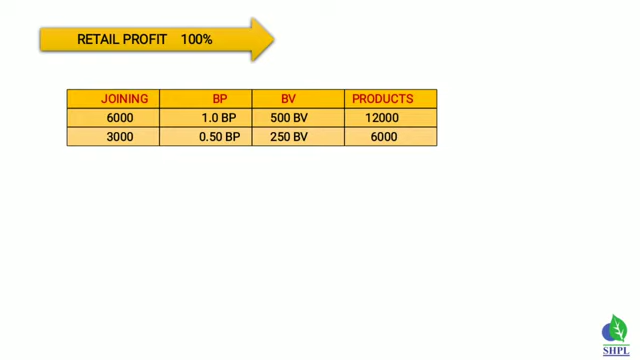 RETAIL PROFIT 100%
JOINING BP BV PRODUCTS
6000 1.0 BP 500 BV 12000
3000 0.50 BP 250 BV 6000
SHPL